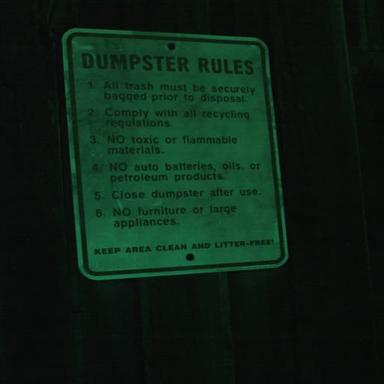 DUMPSTER RULES
1. All trash must be securely
bagged prior to disposal.
2. Comply with all recycling
regulations.
3. NO toxic or flammable
materials.
4. NO auto batteries, oils, or
petroleum products.
5. Close dumpster after use.
6. NO furniture or large
appliances.
KEEP AREA CLEAN AND LITTER-FREE!